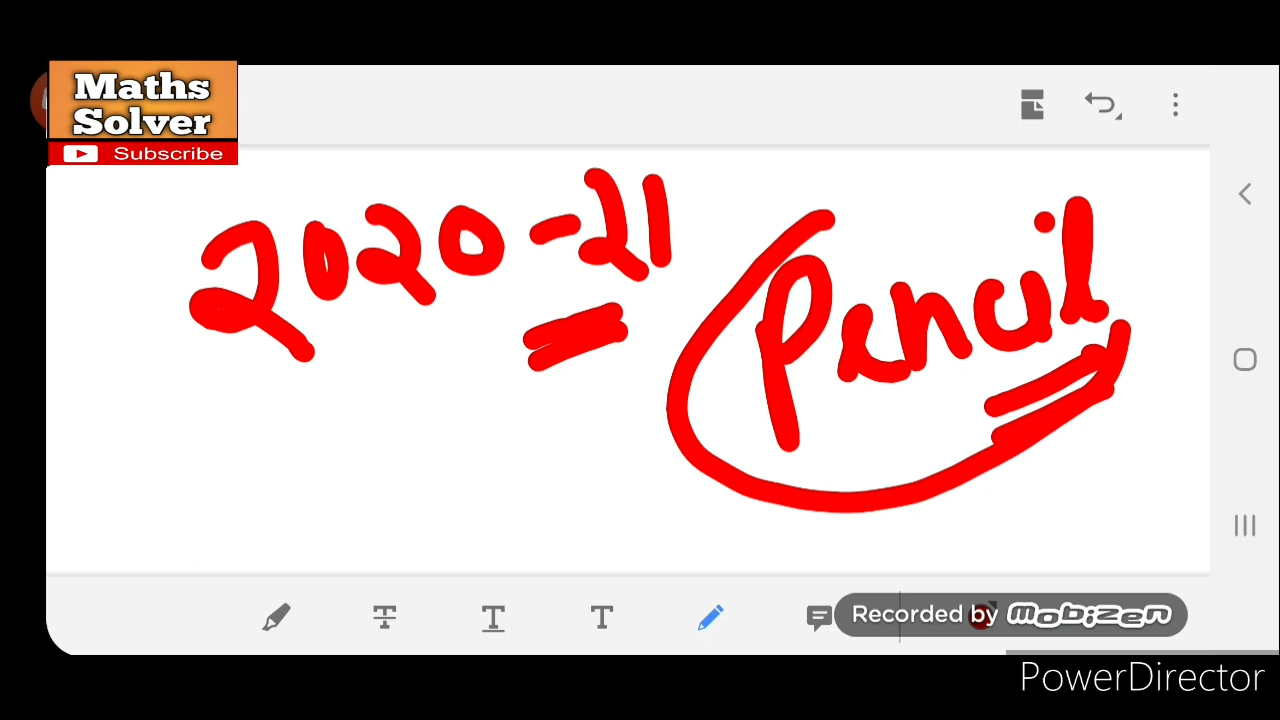 Maths
Solver
Subscribe
2020-21
Pencil
T
T
T
Recorded by mobizen
PowerDirector